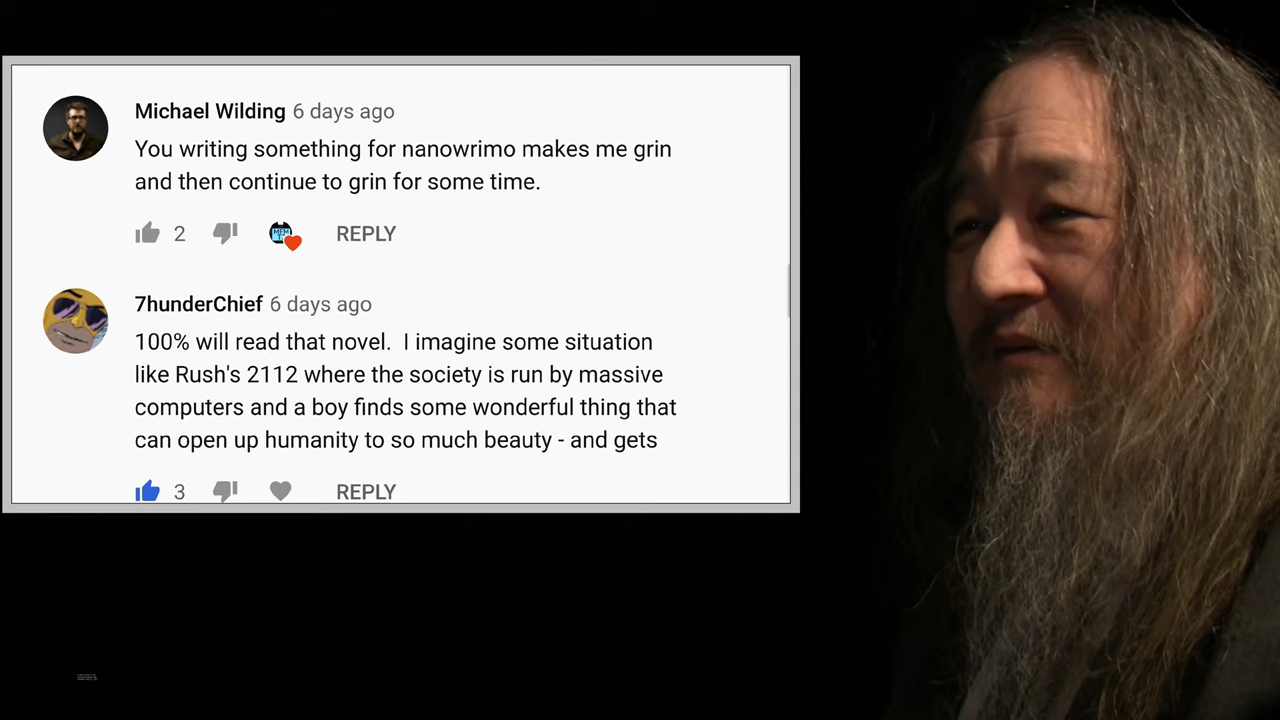 Michael Wilding 6 days ago
You writing something for nanowrimo makes me grin
and then continue to grin for some time.
2 REPLY
7hunderChief 6 days ago
100% will read that novel.  I imagine some situation
like Rush's 2112 where the society is run by massive
computers and a boy finds some wonderful thing that
can open up humanity to so much beauty - and gets
3 REPLY